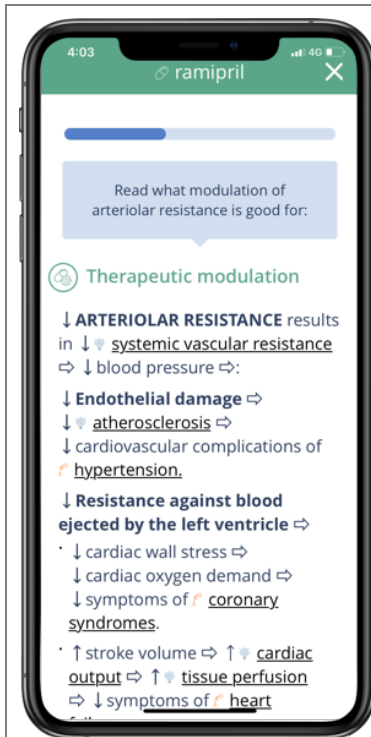 4:03
4G
ramipril
Read what modulation of
arteriolar resistance is good for:
Therapeutic modulation
↓ARTERIOLAR RESISTANCE results
in ↓ systemic vascular resistance
⇨ ↓blood pressure ⇨:
↓Endothelial damage ⇨
↓ atherosclerosis ⇨
↓cardiovascular complications of
hypertension.
↓Resistance against blood
ejected by the left ventricle ⇨
· ↓cardiac wall stress ⇨
↓cardiac oxygen demand ⇨
↓symptoms of coronary
syndromes.
· ↑stroke volume ⇨ ↑ cardiac
output ⇨ ↑ tissue perfusion
⇨ ↓symptoms of heart